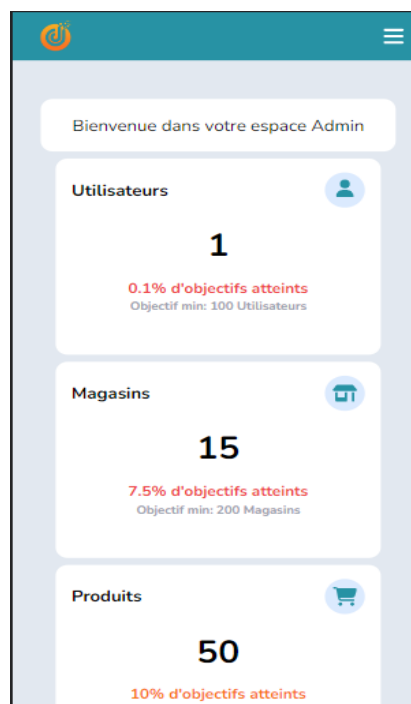 Bienvenue dans votre espace Admin
Utilisateurs
1
0.1% d'objectifs atteints
Objectif min: 100 Utilisateurs
Magasins
15
7.5% d'objectifs atteints
Objectif min: 200 Magasins
Produits
50
10% d'objectifs atteints